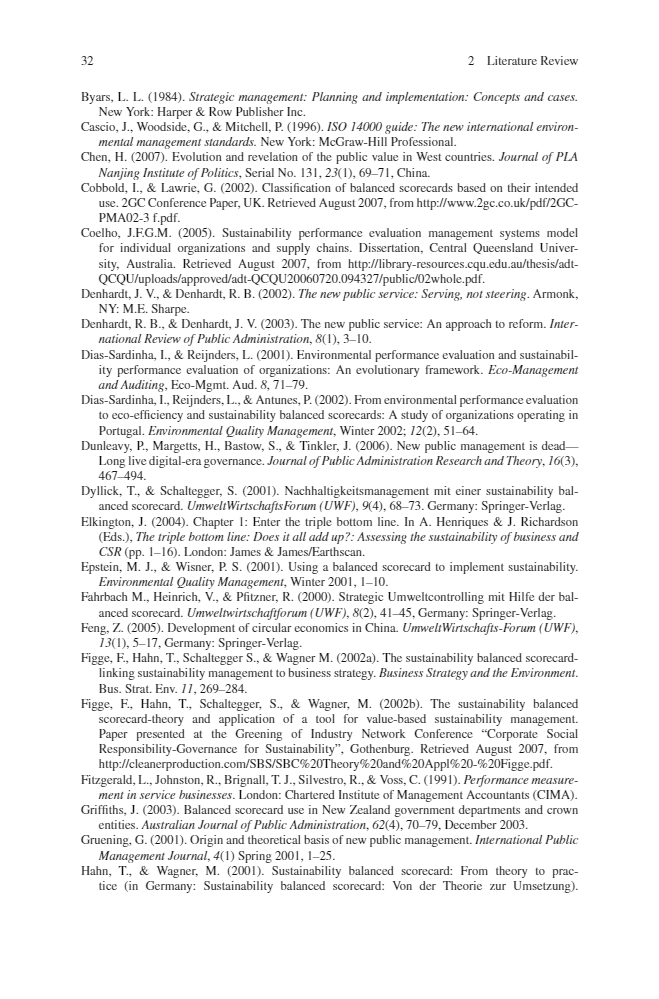 32
2 Literature Review
Byars, L. L. (1984). Strategic management: Planning and implementation: Concepts and cases.
New York: Harper & Row Publisher Inc.
Cascio, J., Woodside, G., & Mitchell, P. (1996). ISO 14000 guide: The new international environ-
mental management standards. New York: McGraw-Hill Professional.
Chen, H. (2007). Evolution and revelation of the public value in West countries. Journal of PLA
Nanjing Institute of Politics, Serial No. 131, 23(1), 69–71, China.
Cobbold, I., & Lawrie, G. (2002). Classification of balanced scorecards based on their intended
use. 2GC Conference Paper, UK. Retrieved August 2007, from http://www.2gc.co.uk/pdf/2GC-
PMA02-3 f.pdf.
Coelho, J.F.G.M. (2005). Sustainability performance evaluation management systems model
for individual organizations and supply chains. Dissertation, Central Queensland Univer-
sity, Australia. Retrieved August 2007, from http://library-resources.cqu.edu.au/thesis/adt-
QCQU/uploads/approved/adt-QCQU20060720.094327/public/02whole.pdf.
Denhardt, J. V., & Denhardt, R. B. (2002). The new public service: Serving, not steering. Armonk,
NY: M.E. Sharpe.
Denhardt, R. B., & Denhardt, J. V. (2003). The new public service: An approach to reform. Inter-
national Review of Public Administration, 8(1), 3–10.
Dias-Sardinha, I., & Reijnders, L. (2001). Environmental performance evaluation and sustainabil-
ity performance evaluation of organizations: An evolutionary framework. Eco-Management
and Auditing, Eco-Mgmt. Aud. 8, 71–79.
Dias-Sardinha, I., Reijnders, L., & Antunes, P. (2002). From environmental performance evaluation
to eco-efficiency and sustainability balanced scorecards: A study of organizations operating in
Portugal. Environmental Quality Management, Winter 2002; 12(2), 51–64.
Dunleavy, P., Margetts, H., Bastow, S., & Tinkler, J. (2006). New public management is dead—
Long live digital-era governance. Journal of Public Administration Research and Theory, 16(3),
467–494.
Dyllick, T., & Schaltegger, S. (2001). Nachhaltigkeitsmanagement mit einer sustainability bal-
anced scorecard. UmweltWirtschaftsForum (UWF), 9(4), 68–73. Germany: Springer-Verlag.
Elkington, J. (2004). Chapter 1: Enter the triple bottom line. In A. Henriques & J. Richardson
(Eds.), The triple bottom line: Does it all add up?: Assessing the sustainability of business and
CSR (pp. 1–16). London: James & James/Earthscan.
Epstein, M. J., & Wisner, P. S. (2001). Using a balanced scorecard to implement sustainability.
Environmental Quality Management, Winter 2001, 1–10.
Fahrbach M., Heinrich, V., & Pfitzner, R. (2000). Strategic Umweltcontrolling mit Hilfe der bal-
anced scorecard. Umweltwirtschaftforum (UWF), 8(2), 41–45, Germany: Springer-Verlag.
Feng, Z. (2005). Development of circular economics in China. UmweltWirtschafts-Forum (UWF),
13(1), 5–17, Germany: Springer-Verlag.
Figge, F., Hahn, T., Schaltegger S., & Wagner M. (2002a). The sustainability balanced scorecard-
linking sustainability management to business strategy. Business Strategy and the Environment.
Bus. Strat. Env. 11, 269–284.
Figge, F., Hahn, T., Schaltegger, S., & Wagner, M. (2002b). The sustainability balanced
scorecard-theory and application of a tool for value-based sustainability management.
Paper presented at the Greening of Industry Network Conference “Corporate Social
Responsibility-Governance for Sustainability”, Gothenburg. Retrieved August 2007, from
http://cleanerproduction.com/SBS/SBC%20Theory%20and%20Appl%20-%20Figge.pdf.
Fitzgerald, L., Johnston, R., Brignall, T. J., Silvestro, R., & Voss, C. (1991). Performance measure-
ment in service businesses. London: Chartered Institute of Management Accountants (CIMA).
Griffiths, J. (2003). Balanced scorecard use in New Zealand government departments and crown
entities. Australian Journal of Public Administration, 62(4), 70–79, December 2003.
Gruening, G. (2001). Origin and theoretical basis of new public management. International Public
Management Journal, 4(1) Spring 2001, 1–25.
Hahn, T., & Wagner, M. (2001). Sustainability balanced scorecard: From theory to prac-
tice (in Germany: Sustainability balanced scorecard: Von der Theorie zur Umsetzung).